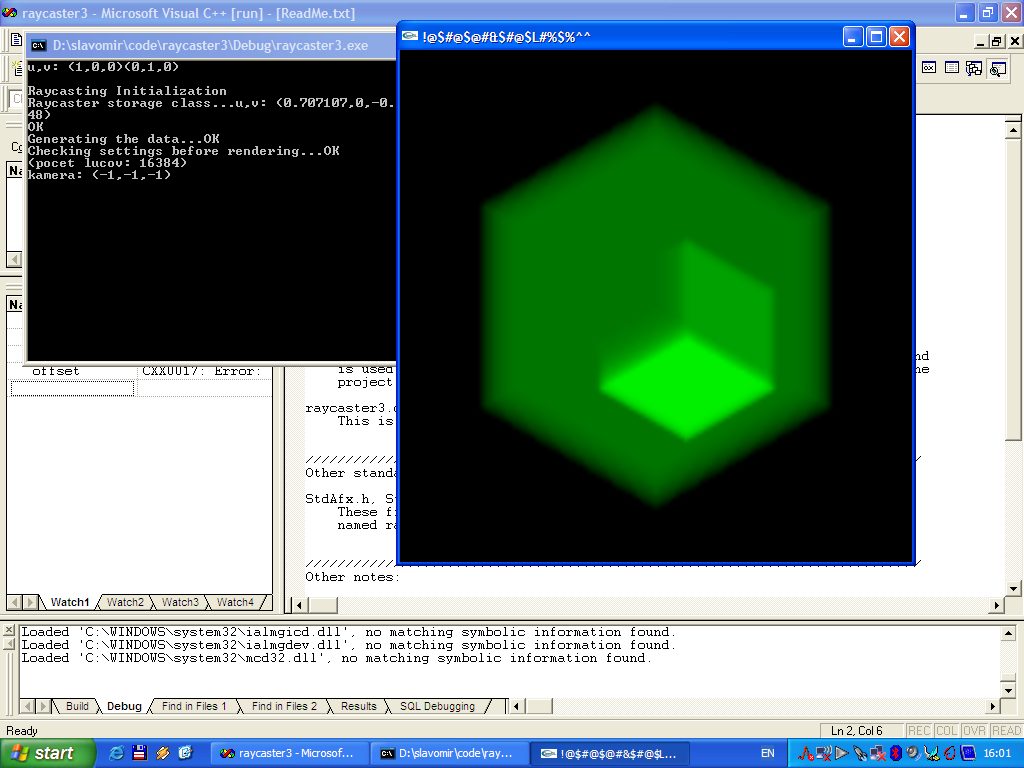 raycaster3 - Microsoft Visual C++ [run] - [ReadMe.txt]
D:\slavomir\code\raycaster3\Debug\raycaster3.exe
u,v: (1,0,0)(0,1,0)
Raycasting Initialization
Raycaster storage class...u,v: (0.707107,0,-0.
48)
OK
Generating the data...OK
Checking settings before rendering...OK
(pocet lucov: 16384)
kamera: (-1,-1,-1)
!@$#@$@#&$#@$L#%$%^^
Na
Na
offset CXX0017: Error:
is used
project
raycaster3.
This is
Other standa
StdAfx.h, S
These fi
named ra
Other notes:
Watch1 Watch2 Watch3 Watch4
Loaded 'C:\WINDOWS\system32\ialmgicd.dll', no matching symbolic information found.
Loaded 'C:\WINDOWS\system32\ialmgdev.dll', no matching symbolic information found.
Loaded 'C:\WINDOWS\system32\mcd32.dll', no matching symbolic information found.
Build Debug Find in Files 1 Find in Files 2 Results SQL Debugging
Ready Ln 2, Col 6 REC COL OVR READ
start raycaster3 - Microsof... D:\slavomir\code\ray... !@$#@$@#&$#@$L... EN 16:01